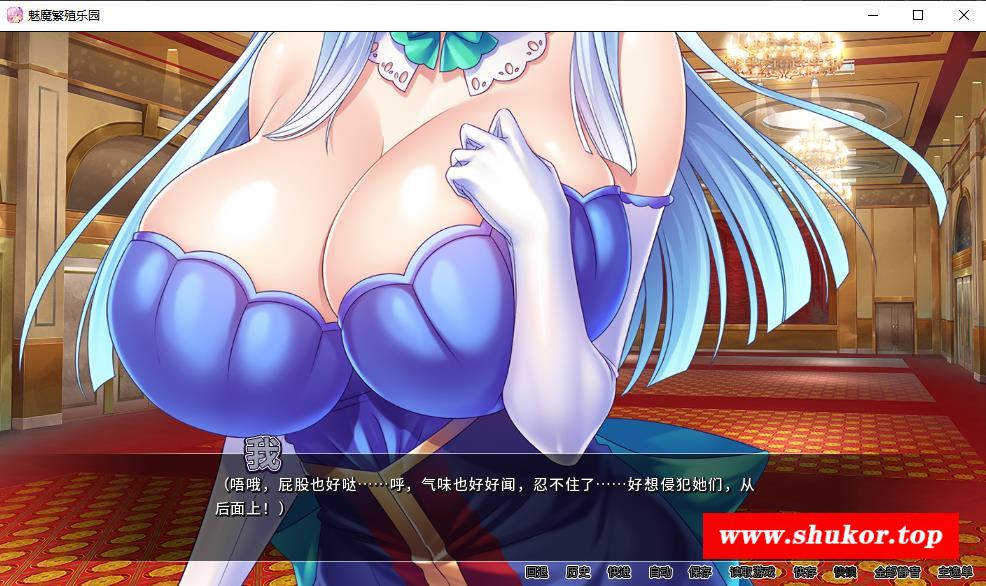 魅魔繁殖乐园
我
（唔哦，屁股也好哒……呼，气味也好好闻，忍不住了……好想侵犯她们，从
后面上！）
www.shukor.top
回退 历史 快进 自动 保存 读取游戏 快存 快读 全部静音 主选单